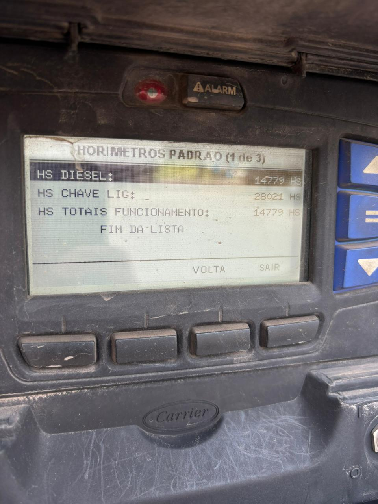 ALARM
HORIMETROS PADRAO (1 de 3)
HS DIESEL: 14779 HS
HS CHAVE LIG: 28021 HS
HS TOTAIS FUNCIONAMENTO: 14779 HS
FIM DA LISTA
VOLTA SAIR
Carrier